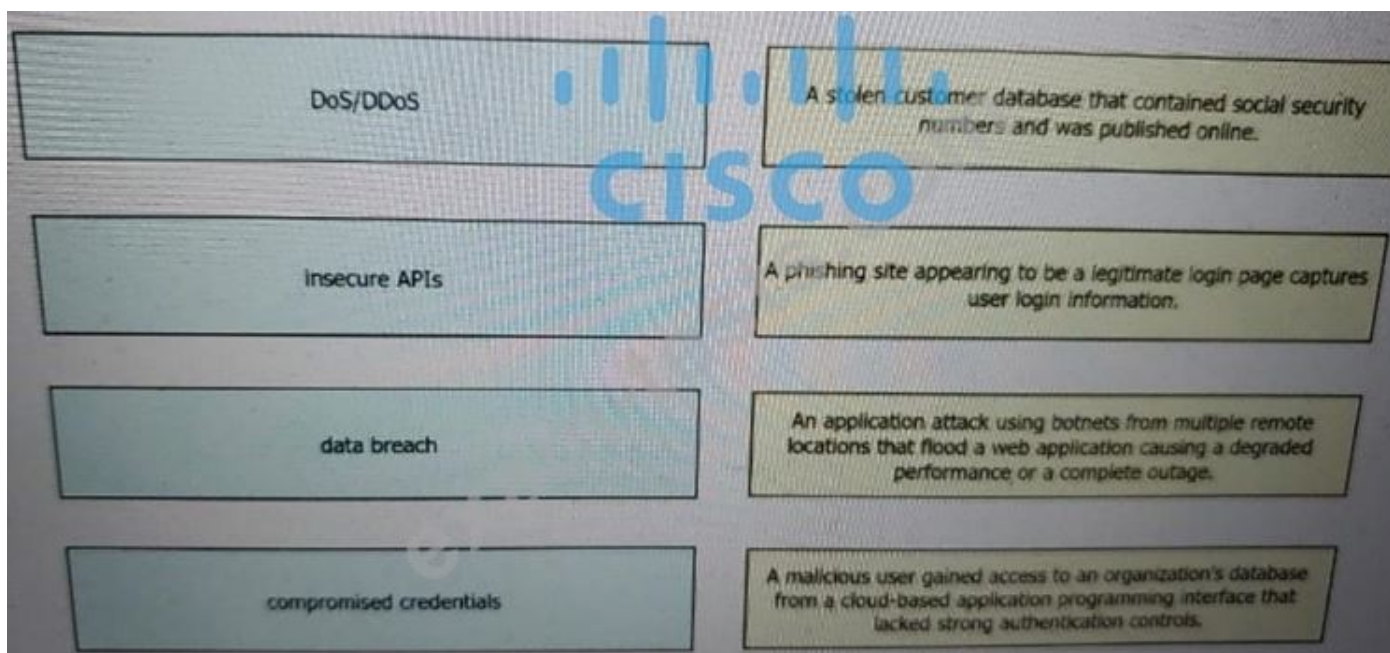 DoS/DDoS
A stolen customer database that contained social security
numbers and was published online.
CISCO
insecure APIs
A phishing site appearing to be a legitimate login page captures
user login information.
data breach
An application attack using botnets from multiple remote
locations that flood a web application causing a degraded
performance or a complete outage.
compromised credentials
A malicious user gained access to an organization's database
from a cloud-based application programming interface that
lacked strong authentication controls.